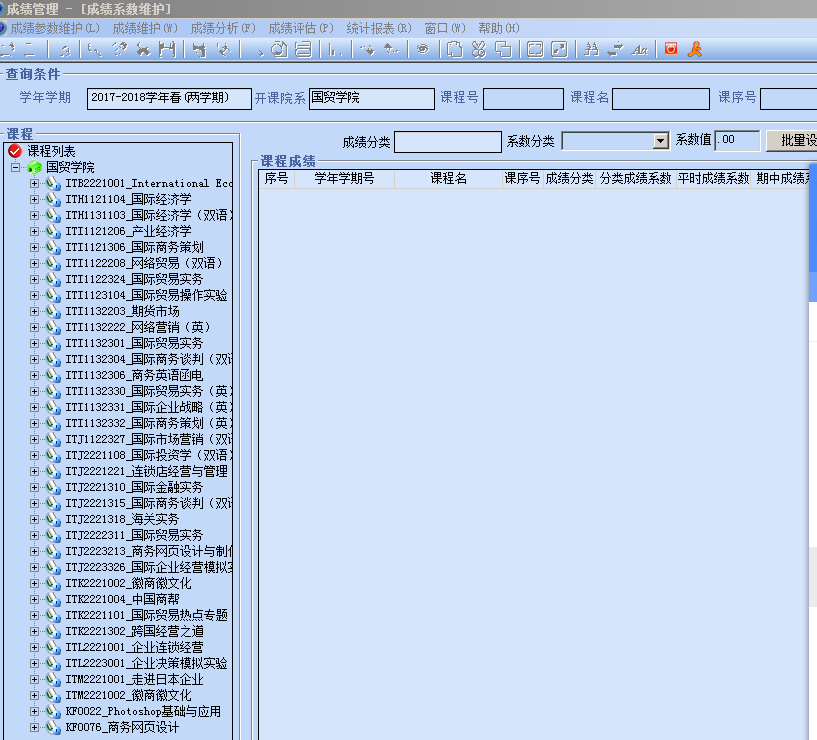 成绩管理 - [成绩系数维护]
成绩参数维护(L) 成绩维护(W) 成绩分析(F) 成绩评估(P) 统计报表(R) 窗口(W) 帮助(H)
Aa
查询条件
学年学期 2017-2018学年春(两学期) 开课院系 国贸学院 课程号 课程名 课序号
成绩分类 系数分类 系数值 .00 批量设
课程
课程成绩
序号 学年学期号 课程名 课序号 成绩分类 分类成绩系数 平时成绩系数 期中成绩系
课程列表
国贸学院
ITB2221001_International Eco
ITH1121104_国际经济学
ITH1131103_国际经济学（双语）
ITI1121206_产业经济学
ITI1121306_国际商务策划
ITI1122208_网络贸易（双语）
ITI1122324_国际贸易实务
ITI1123104_国际贸易操作实验
ITI1132203_期货市场
ITI1132222_网络营销（英）
ITI1132301_国际贸易实务
ITI1132304_国际商务谈判（双语
ITI1132306_商务英语函电
ITI1132330_国际贸易实务（英）
ITI1132331_国际企业战略（英）
ITI1132332_国际商务策划（英）
ITJ1122327_国际市场营销（双语
ITJ2221108_国际投资学（双语）
ITJ2221221_连锁店经营与管理
ITJ2221310_国际金融实务
ITJ2221315_国际商务谈判（双语
ITJ2221318_海关实务
ITJ2222311_国际贸易实务
ITJ2223213_商务网页设计与制作
ITJ2223326_国际企业经营模拟实
ITK2221002_徽商徽文化
ITK2221004_中国商帮
ITK2221101_国际贸易热点专题
ITK2221302_跨国经营之道
ITL2221001_企业连锁经营
ITL2223001_企业决策模拟实验
ITM2221001_走进日本企业
ITM2221002_徽商徽文化
KF0022_Photoshop基础与应用
KF0076_商务网页设计